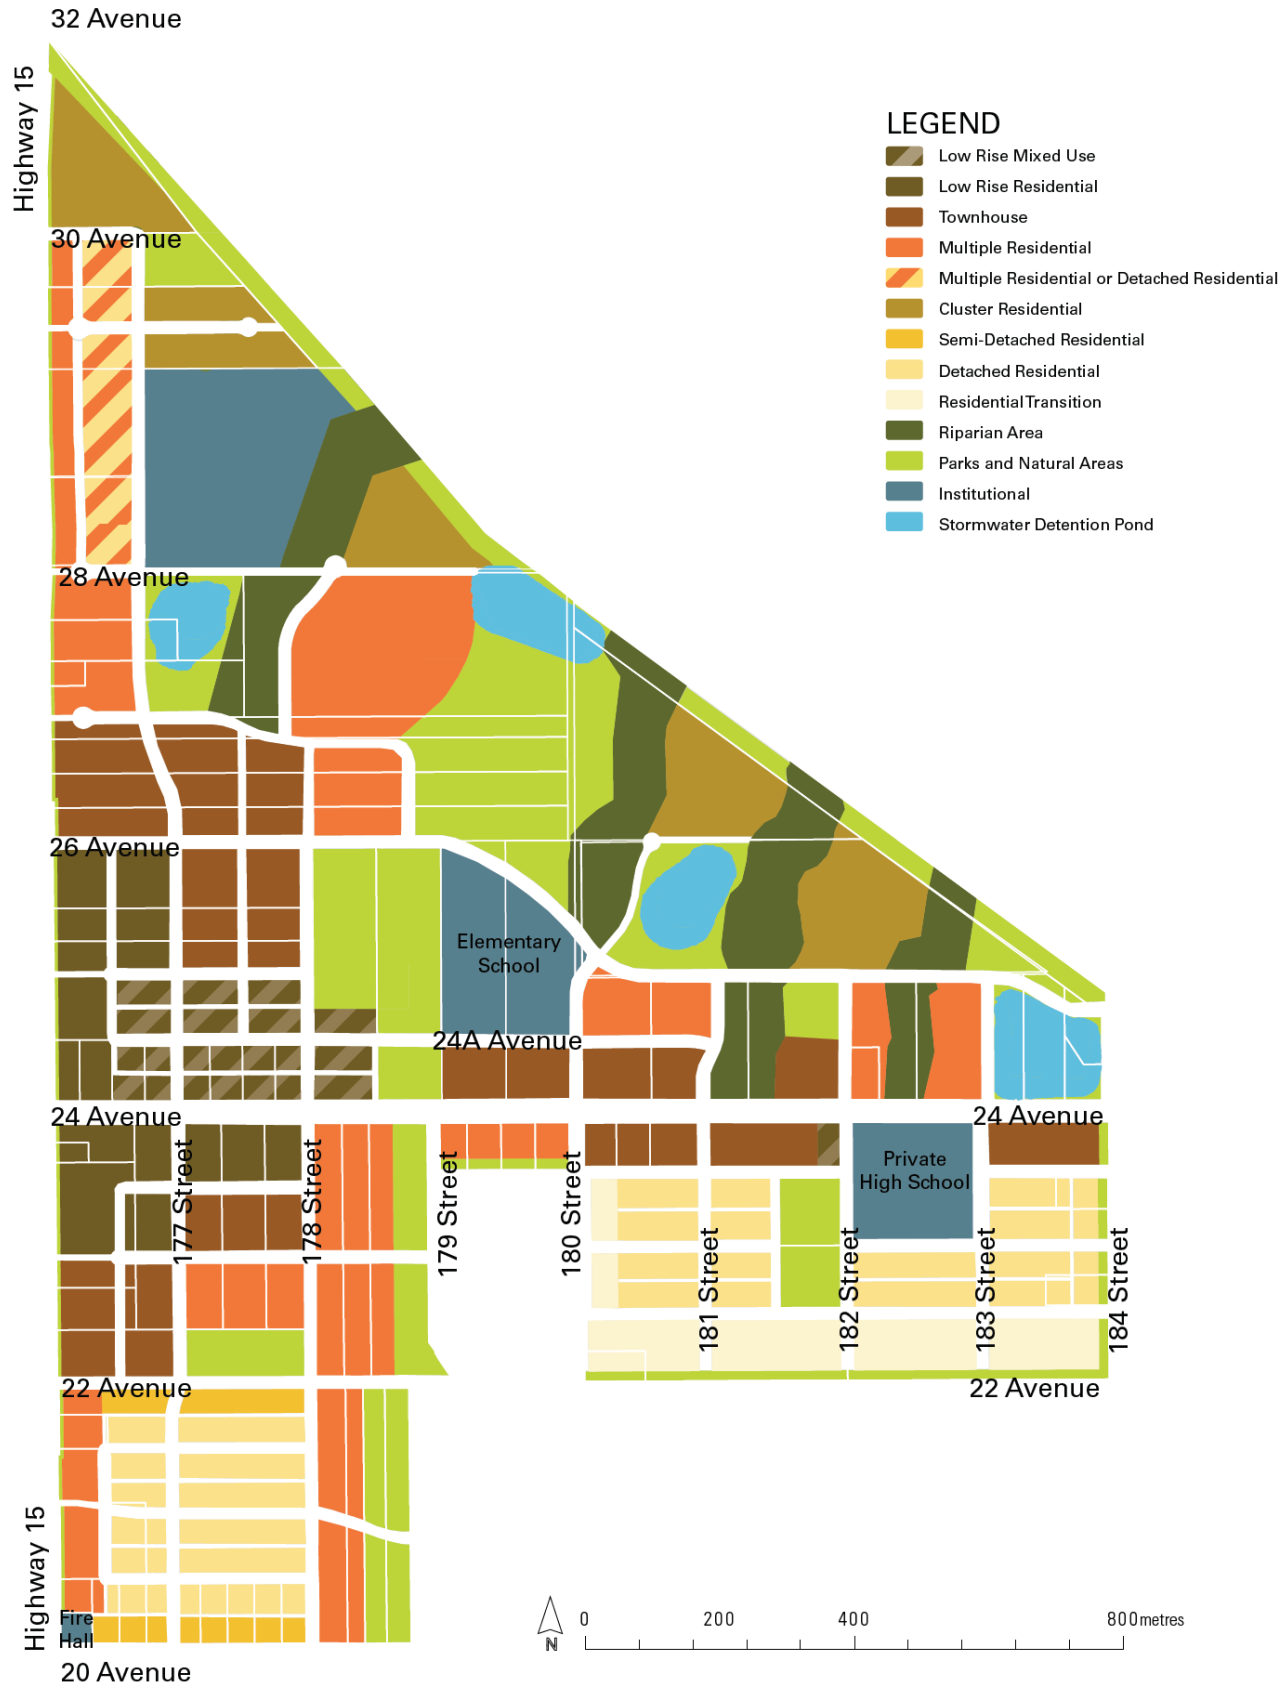 32 Avenue
Highway 15
LEGEND
Low Rise Mixed Use
Low Rise Residential
Townhouse
Multiple Residential
Multiple Residential or Detached Residential
Cluster Residential
Semi-Detached Residential
Detached Residential
Residential Transition
Riparian Area
Parks and Natural Areas
Institutional
Stormwater Detention Pond
30 Avenue
28 Avenue
26 Avenue
Elementary
School
24A Avenue
24 Avenue
24 Avenue
177 Street
178 Street
179 Street
180 Street
Private
High School
181 Street
182 Street
183 Street
184 Street
22 Avenue
22 Avenue
Highway 15
Fire
Hall
20 Avenue
N
0 200 400 800 metres